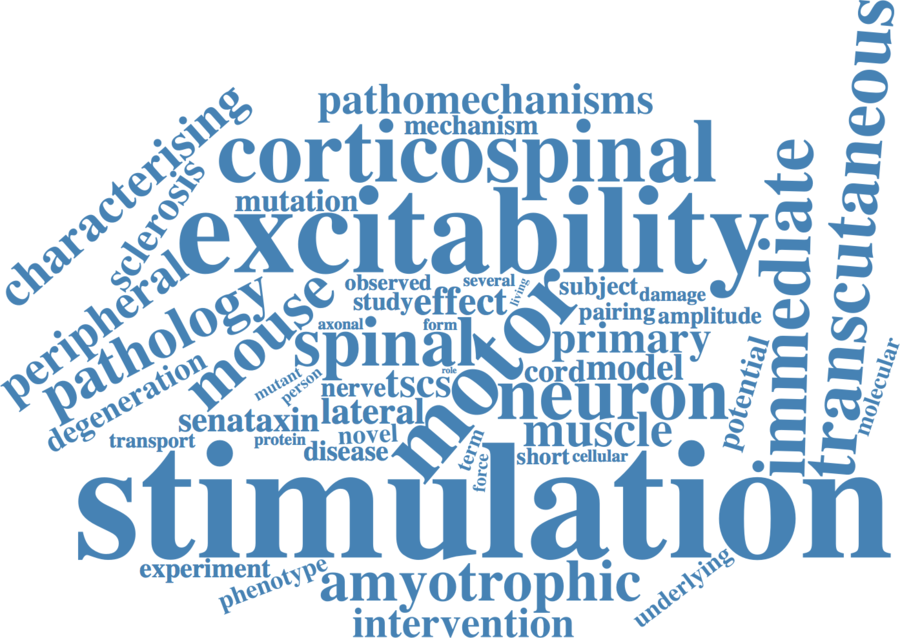 pathomechanisms
mechanism
corticospinal
characterising
sclerosis
mutation
excitability
immediate
transcutaneous
peripheral
pathology
mouse
degeneration
observed
several
living
study
effect
subject
damage
pairing
amplitude
axonal
form
spinal
motor
primary
role
cord
model
mutant
person
nerve
tSCS
neuron
potential
molecular
senataxin
lateral
muscle
transport
protein
novel
disease
term
force
short
cellular
stimulation
experiment
phenotype
amyotrophic
underlying
intervention